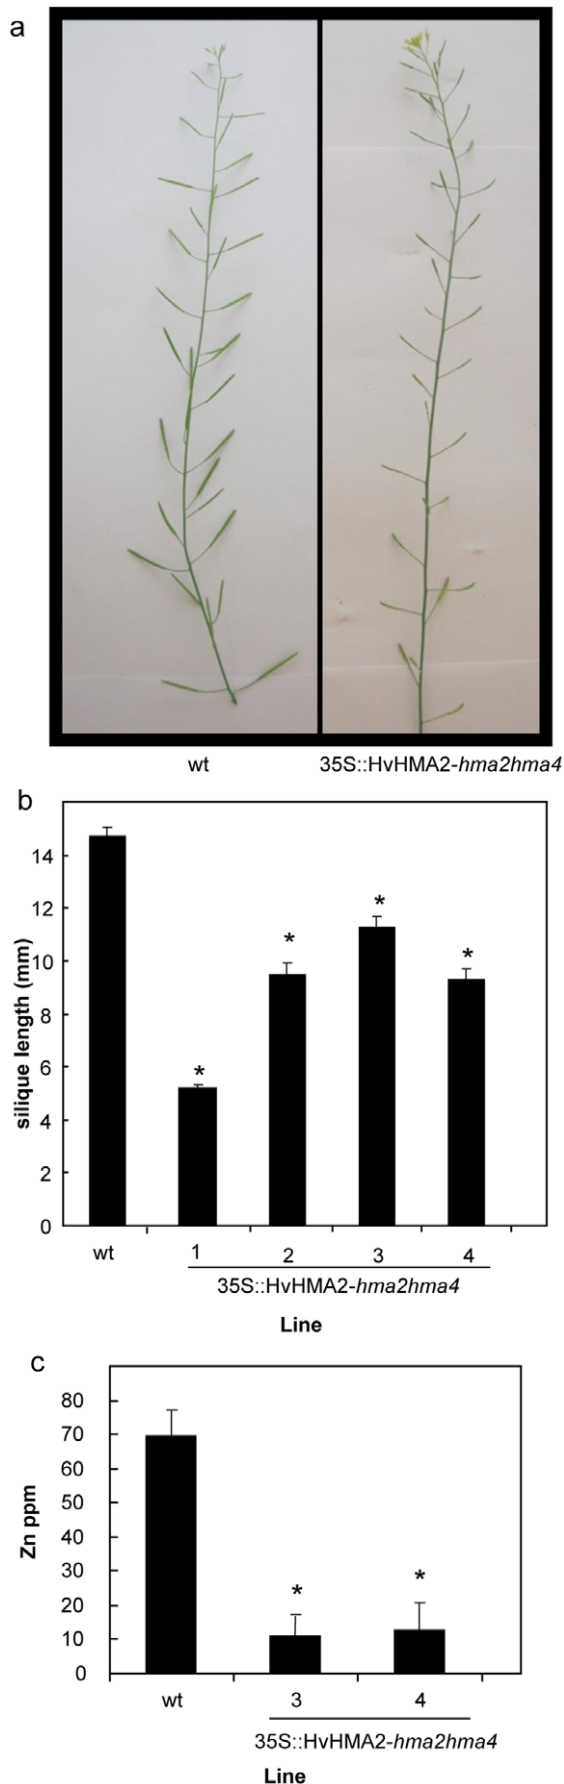 a
wt 35S::HvHMA2-hma2hma4
b
silique length (mm)
14
12
10
8
6
4
2
0
*
*
*
*
wt 1 2 3 4
35S::HvHMA2-hma2hma4
Line
c
Zn ppm
80
70
60
50
40
30
20
10
0
*
*
wt 3 4
35S::HvHMA2-hma2hma4
Line